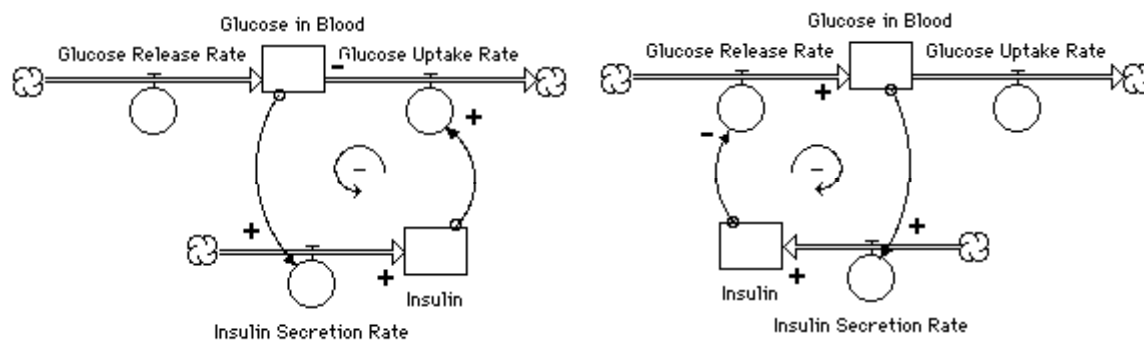 Glucose in Blood
Glucose Release Rate
-
Glucose Uptake Rate
+
-
+
+
Insulin
Insulin Secretion Rate
Glucose in Blood
Glucose Release Rate
Glucose Uptake Rate
+
-
-
+
+
Insulin
Insulin Secretion Rate